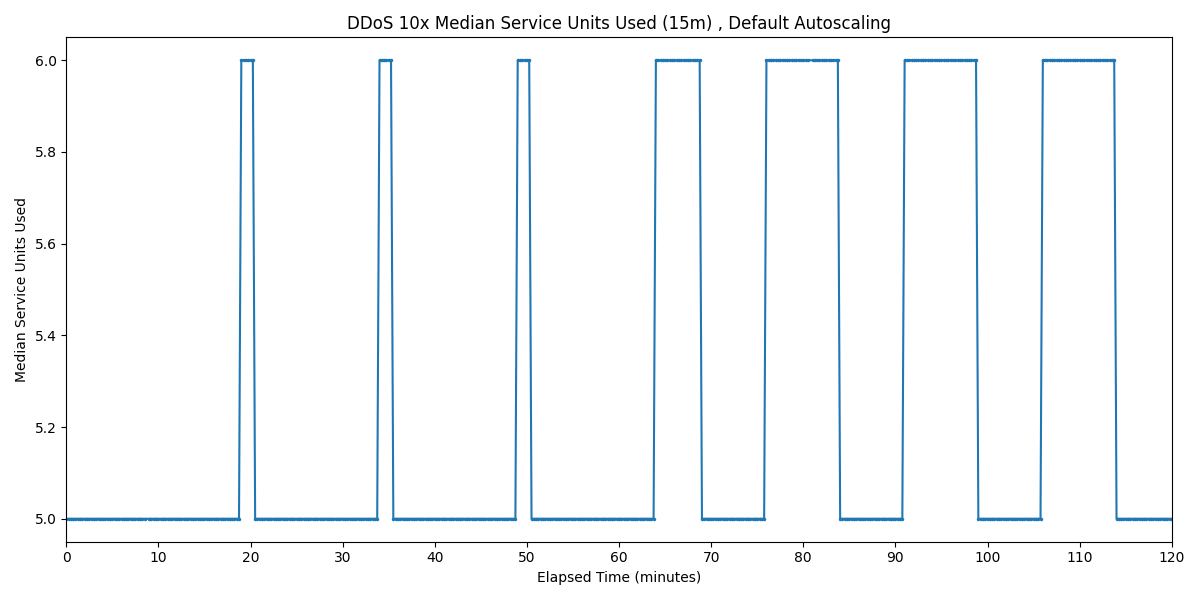 DDoS 10x Median Service Units Used (15m) , Default Autoscaling
Median Service Units Used
6.0
5.8
5.6
5.4
5.2
5.0
0 10 20 30 40 50 60 70 80 90 100 110 120
Elapsed Time (minutes)